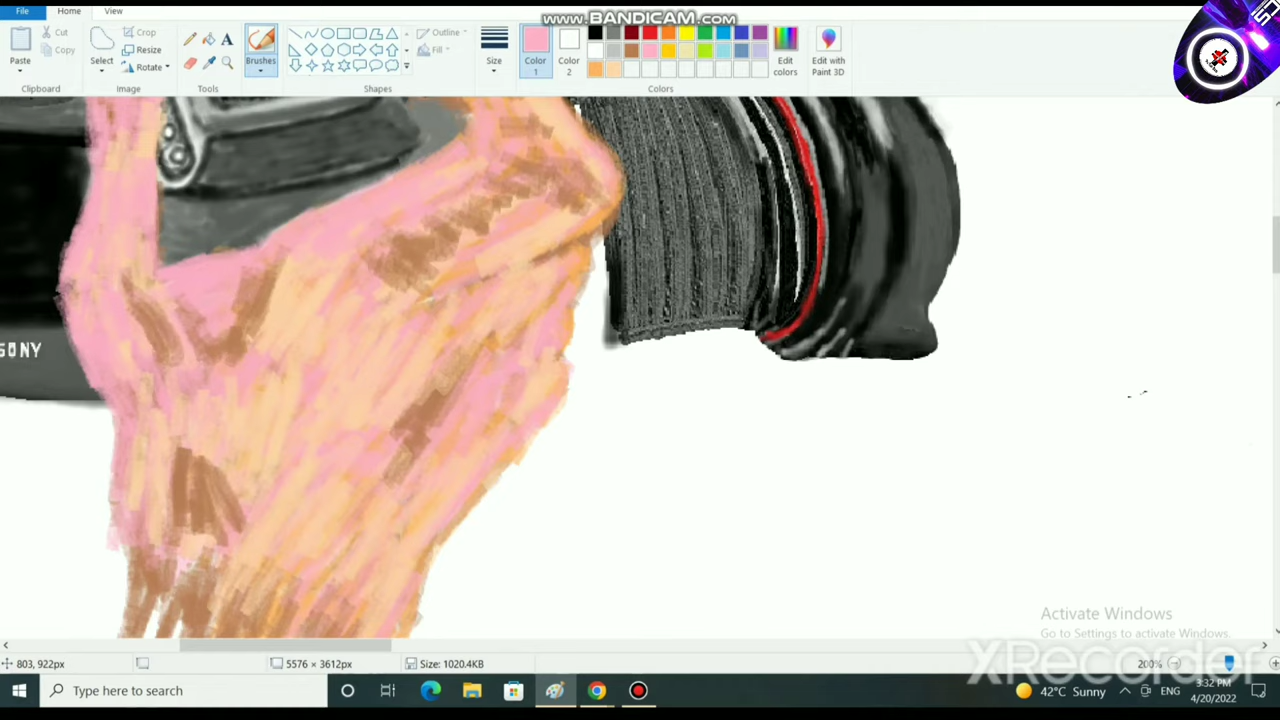 www.BANDICAM.com
File Home View
Paste
Cut
Copy
Clipboard
Select
Crop
Resize
Rotate
Image
A
Tools
Brushes
Shapes
Outline
Fill
Size
Color 1
Color 2
Colors
Edit colors
Edit with Paint 3D
SONY
Activate Windows
Go to Settings to activate Windows.
XRecorder
803, 922px
5576 × 3612px
Size: 1020.4KB
200%
Type here to search
42°C Sunny
ENG
3:32 PM
4/20/2022